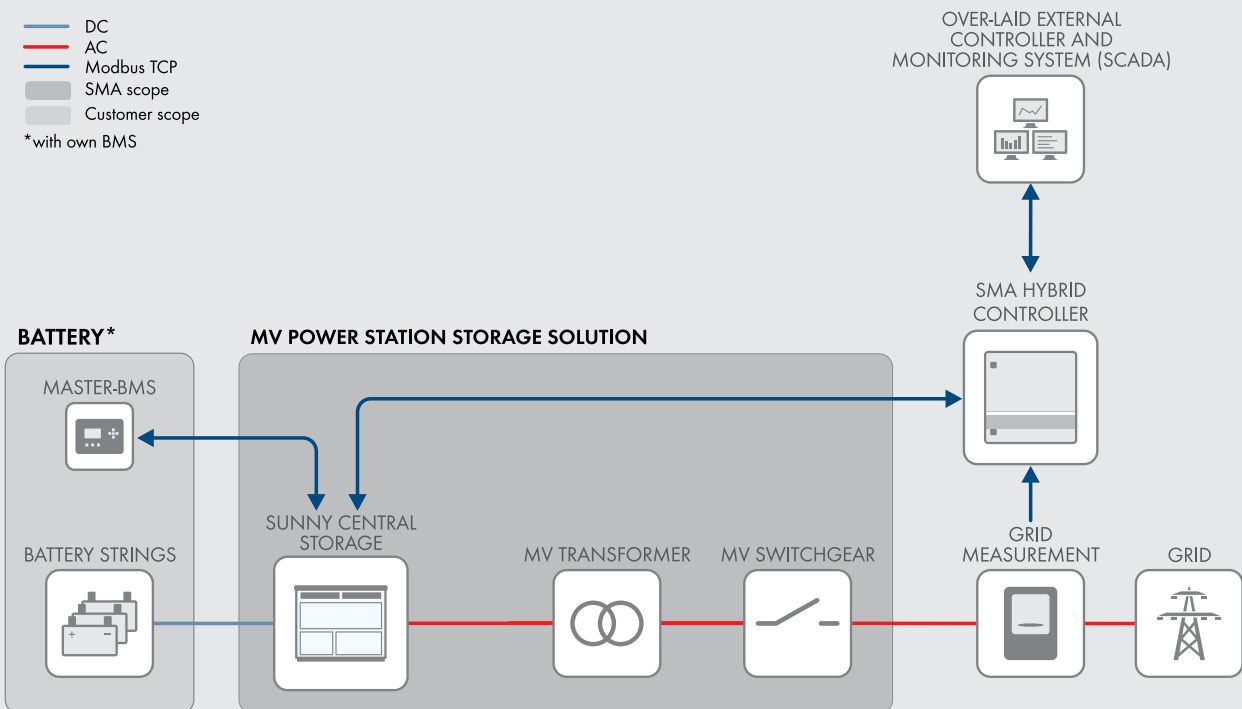 DC
AC
Modbus TCP
SMA scope
Customer scope
*with own BMS
OVER-LAID EXTERNAL
CONTROLLER AND
MONITORING SYSTEM (SCADA)
SMA HYBRID
CONTROLLER
BATTERY*
MV POWER STATION STORAGE SOLUTION
MASTER-BMS
SUNNY CENTRAL
STORAGE
BATTERY STRINGS
MV TRANSFORMER
MV SWITCHGEAR
GRID
MEASUREMENT
GRID